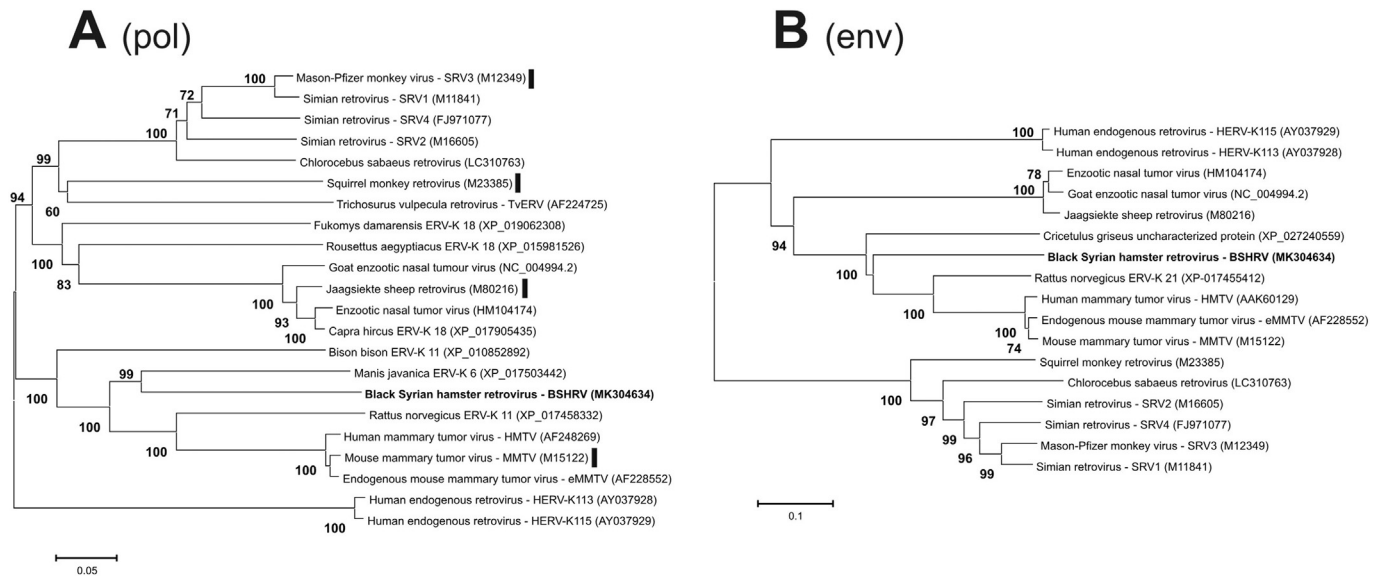 A (pol)
100
Mason-Pfizer monkey virus - SRV3 (M12349)
72
Simian retrovirus - SRV1 (M11841)
71
Simian retrovirus - SRV4 (FJ971077)
100
Simian retrovirus - SRV2 (M16605)
99
Chlorocebus sabaeus retrovirus (LC310763)
Squirrel monkey retrovirus (M23385)
94
60
Trichosurus vulpecula retrovirus - TvERV (AF224725)
Fukomys damarensis ERV-K 18 (XP_019062308)
Rousettus aegyptiacus ERV-K 18 (XP_015981526)
100
Goat enzootic nasal tumour virus (NC_004994.2)
83
Jaagsiekte sheep retrovirus (M80216)
100
Enzootic nasal tumor virus (HM104174)
93
Capra hircus ERV-K 18 (XP_017905435)
100
Bison bison ERV-K 11 (XP_010852892)
99
Manis javanica ERV-K 6 (XP_017503442)
100
Black Syrian hamster retrovirus - BSHRV (MK304634)
Rattus norvegicus ERV-K 11 (XP_017458332)
100
Human mammary tumor virus - HMTV (AF248269)
100
Mouse mammary tumor virus - MMTV (M15122)
100
Endogenous mouse mammary tumor virus - eMMTV (AF228552)
Human endogenous retrovirus - HERV-K113 (AY037928)
100
Human endogenous retrovirus - HERV-K115 (AY037929)
0.05
B (env)
100
Human endogenous retrovirus - HERV-K115 (AY037929)
Human endogenous retrovirus - HERV-K113 (AY037928)
78
Enzootic nasal tumor virus (HM104174)
100
Goat enzootic nasal tumor virus (NC_004994.2)
Jaagsiekte sheep retrovirus (M80216)
94
Cricetulus griseus uncharacterized protein (XP_027240559)
Black Syrian hamster retrovirus - BSHRV (MK304634)
100
Rattus norvegicus ERV-K 21 (XP-017455412)
Human mammary tumor virus - HMTV (AAK60129)
100
Endogenous mouse mammary tumor virus - eMMTV (AF228552)
100
Mouse mammary tumor virus - MMTV (M15122)
74
Squirrel monkey retrovirus (M23385)
Chlorocebus sabaeus retrovirus (LC310763)
100
Simian retrovirus - SRV2 (M16605)
97
Simian retrovirus - SRV4 (FJ971077)
99
Mason-Pfizer monkey virus - SRV3 (M12349)
96
Simian retrovirus - SRV1 (M11841)
99
0.1